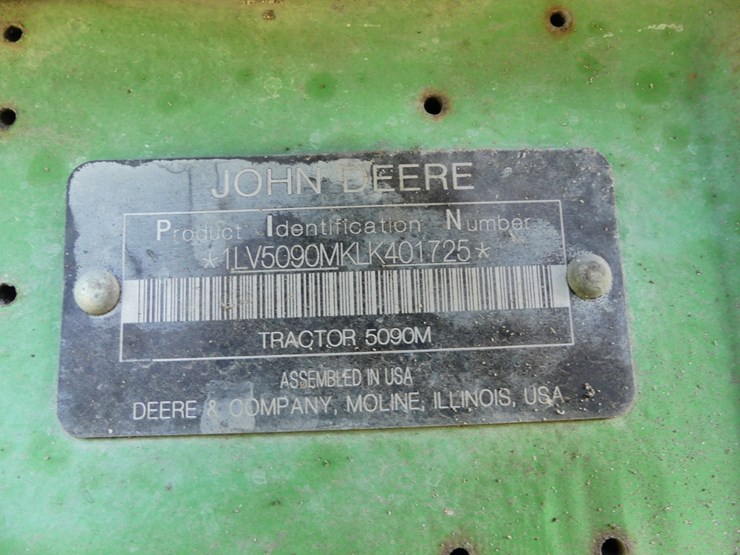 JOHN DEERE
Product Identification Number
*1LV5090MKLK401725*
TRACTOR 5090M
ASSEMBLED IN USA
DEERE & COMPANY, MOLINE, ILLINOIS, USA